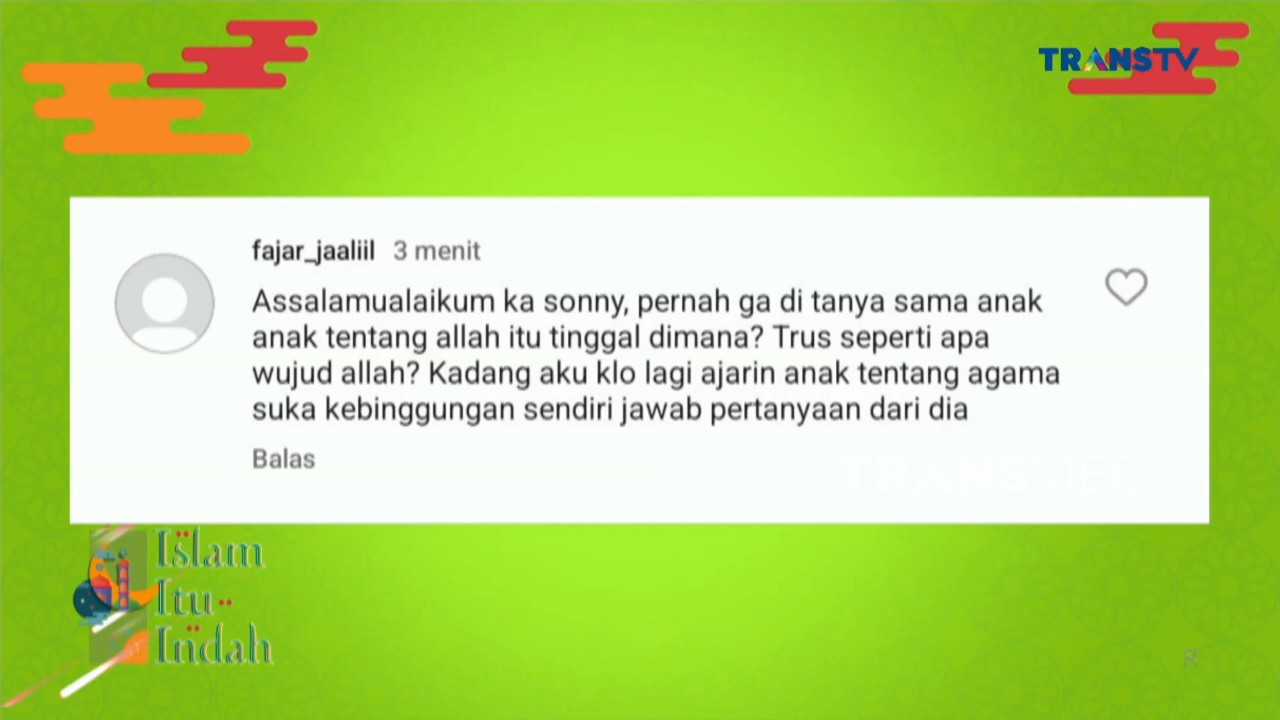 TRANSTV
fajar_jaaliil 3 menit
Assalamualaikum ka sonny, pernah ga di tanya sama anak
anak tentang allah itu tinggal dimana? Trus seperti apa
wujud allah? Kadang aku klo lagi ajarin anak tentang agama
suka kebinggungan sendiri jawab pertanyaan dari dia
Balas
TRANSMEDIA
Islam
Itu
Indah
R